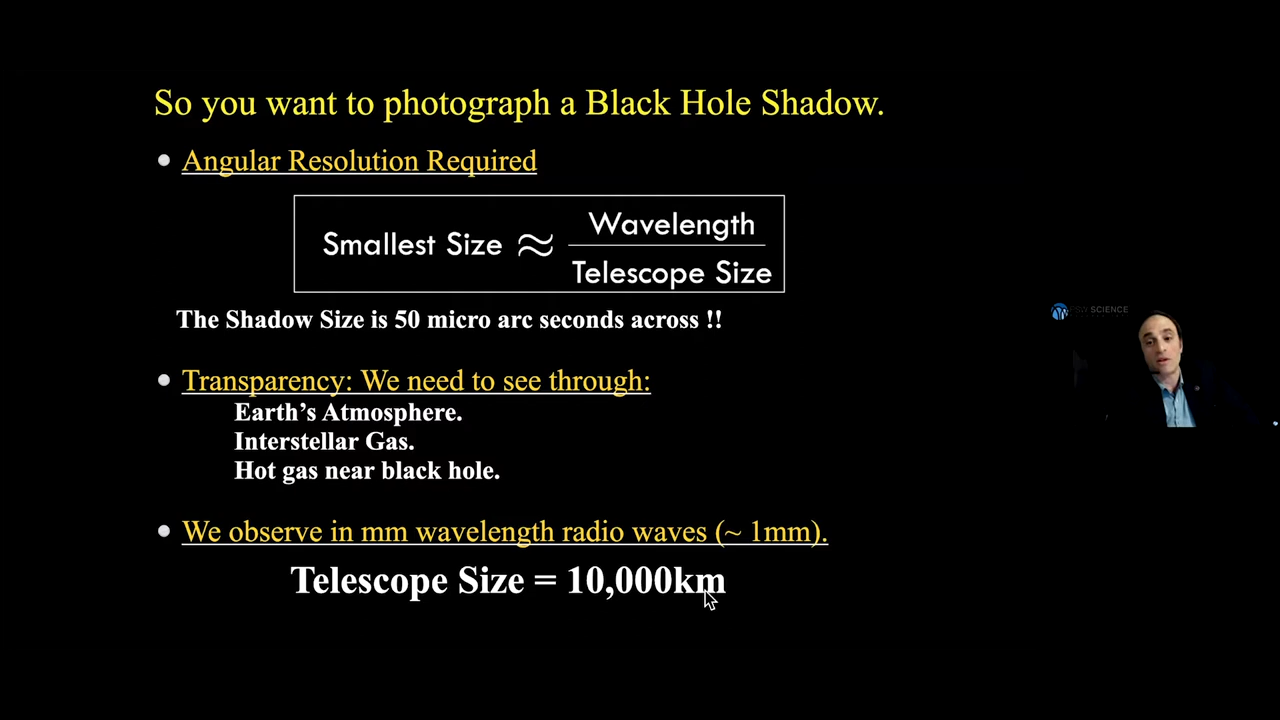 So you want to photograph a Black Hole Shadow.
Angular Resolution Required
Smallest Size ≈ Wavelength
Telescope Size
The Shadow Size is 50 micro arc seconds across !!
Transparency: We need to see through:
Earth's Atmosphere.
Interstellar Gas.
Hot gas near black hole.
We observe in mm wavelength radio waves (~ 1mm).
Telescope Size = 10,000km
SCIENCE